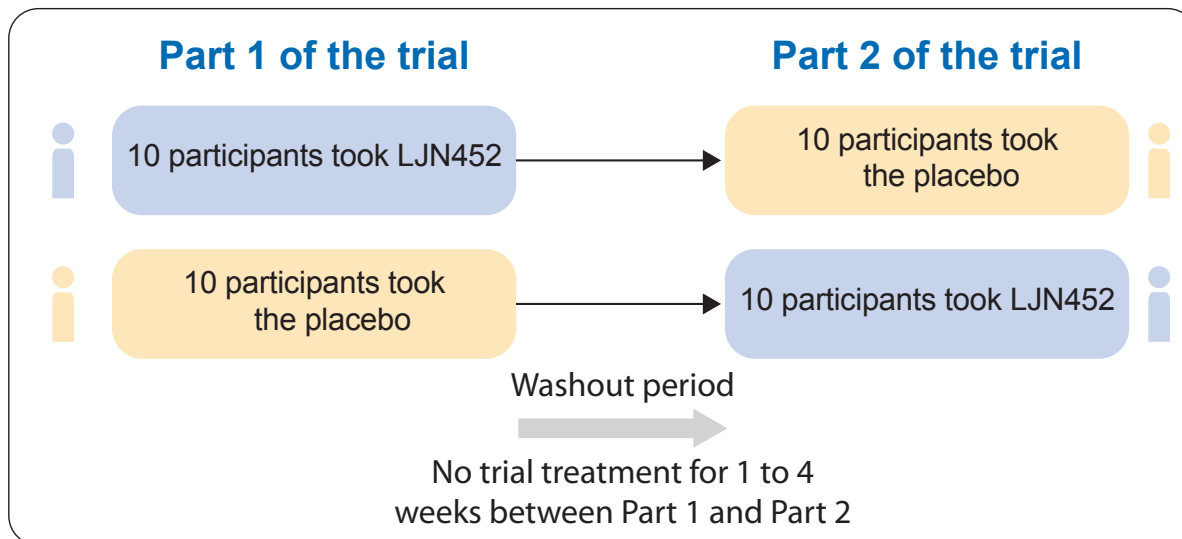 Part 1 of the trial
Part 2 of the trial
10 participants took LJN452
10 participants took
the placebo
10 participants took
the placebo
10 participants took LJN452
Washout period
No trial treatment for 1 to 4
weeks between Part 1 and Part 2